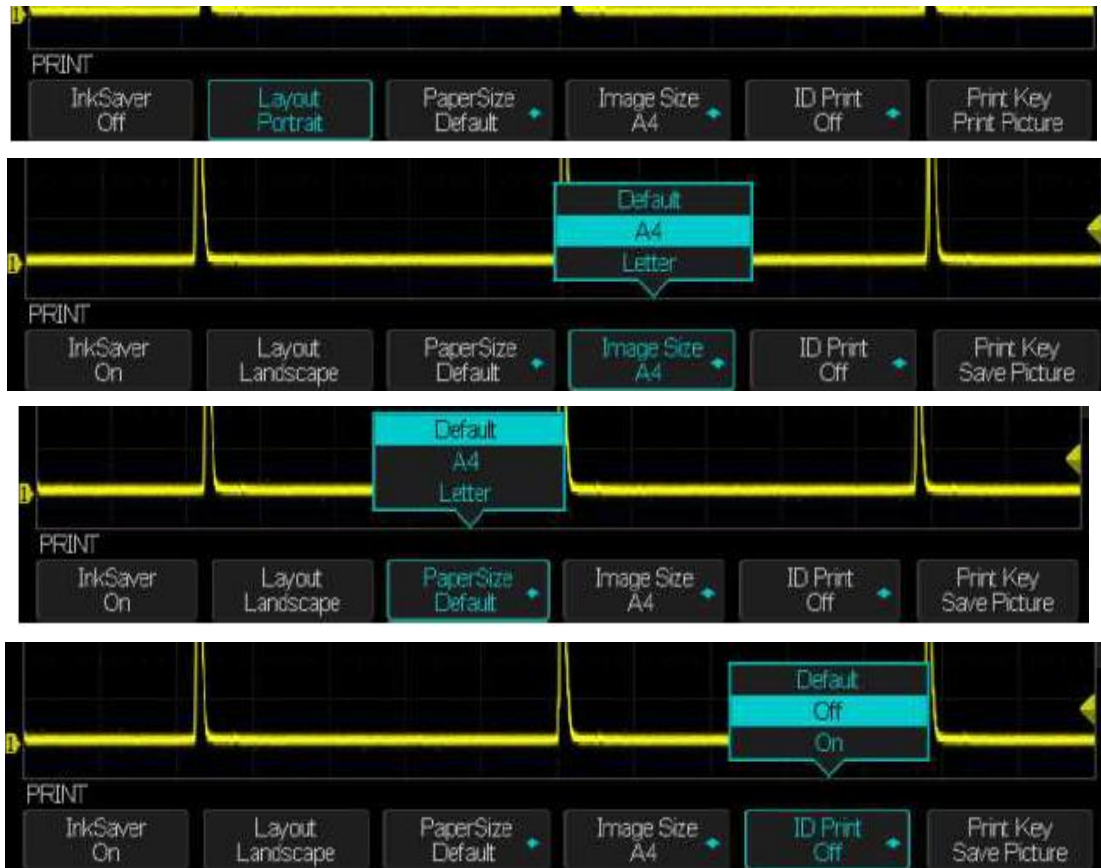 1
PRINT
InkSaver
Off
Layout
Portrait
PaperSize
Default
Image Size
A4
ID Print
Off
Print Key
Print Picture
Default
A4
Letter
1
PRINT
InkSaver
On
Layout
Landscape
PaperSize
Default
Image Size
A4
ID Print
Off
Print Key
Save Picture
Default
A4
Letter
1
PRINT
InkSaver
On
Layout
Landscape
PaperSize
Default
Image Size
A4
ID Print
Off
Print Key
Save Picture
Default
Off
On
1
PRINT
InkSaver
On
Layout
Landscape
PaperSize
Default
Image Size
A4
ID Print
Off
Print Key
Save Picture